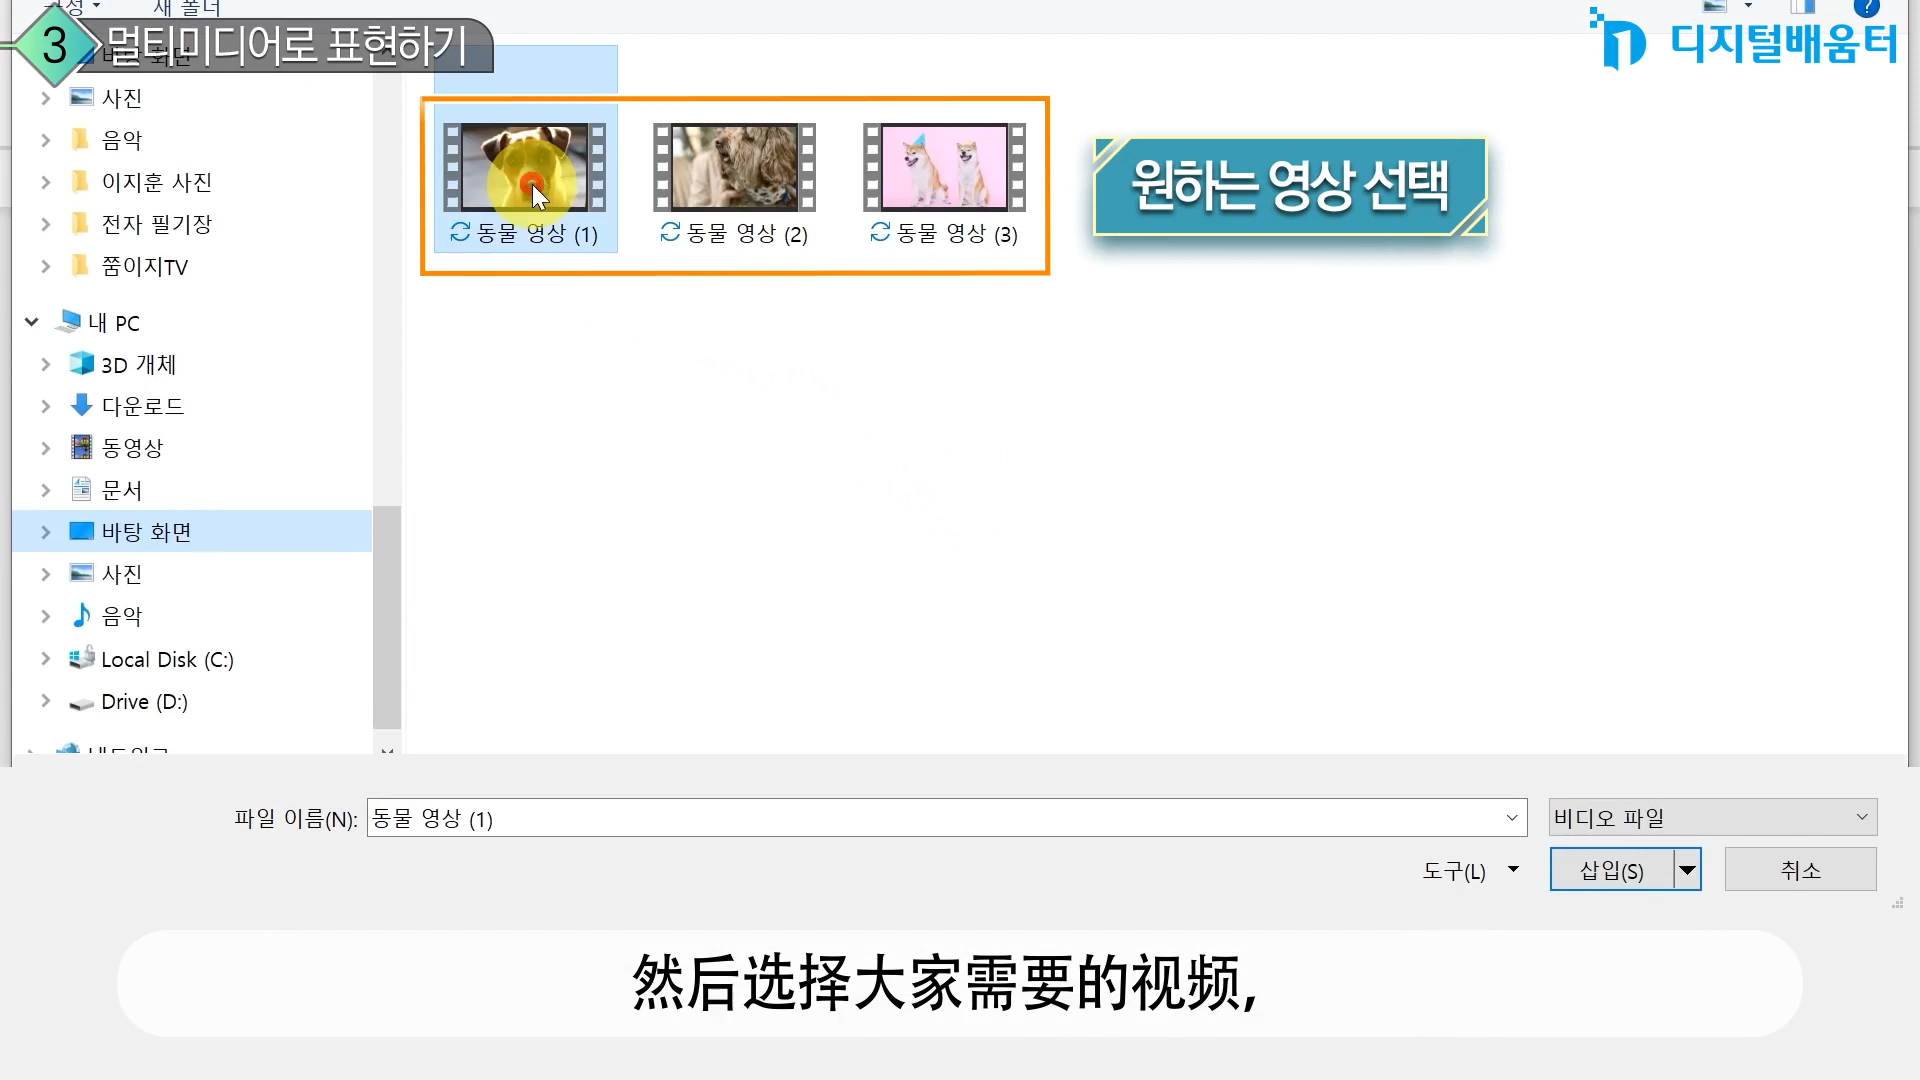 새 폴더
3 멀티미디어로 표현하기
디지털배움터
사진
음악
이지훈 사진
전자 필기장
쭘이지TV
내 PC
3D 개체
다운로드
동영상
문서
바탕 화면
사진
음악
Local Disk (C:)
Drive (D:)
동물 영상 (1)
동물 영상 (2)
동물 영상 (3)
원하는 영상 선택
파일 이름(N):
동물 영상 (1)
비디오 파일
도구(L)
삽입(S)
취소
然后选择大家需要的视频,